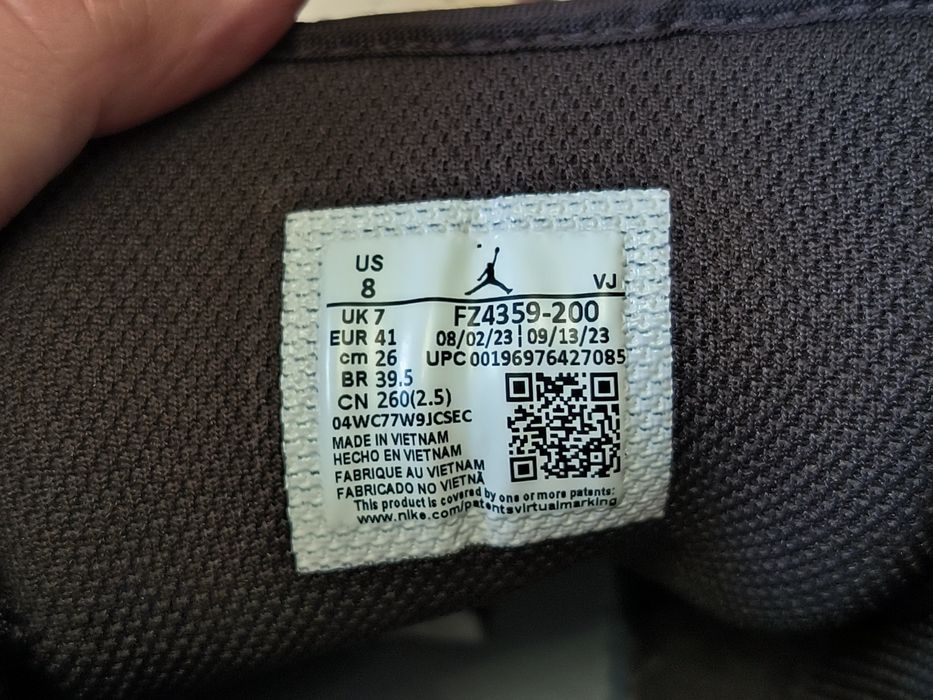 US
8
VJ
UK 7
FZ4359-200
EUR 41
08/02/23 | 09/13/23
cm 26
UPC 00196976427085
BR 39.5
CN 260(2.5)
04WC77W9JCSEC
MADE IN VIETNAM
HECHO EN VIETNAM
FABRIQUE AU VIETNAM
FABRICADO NO VIETNÃ
This product is covered by one or more patents:
www.nike.com/patentsvirtualmarking